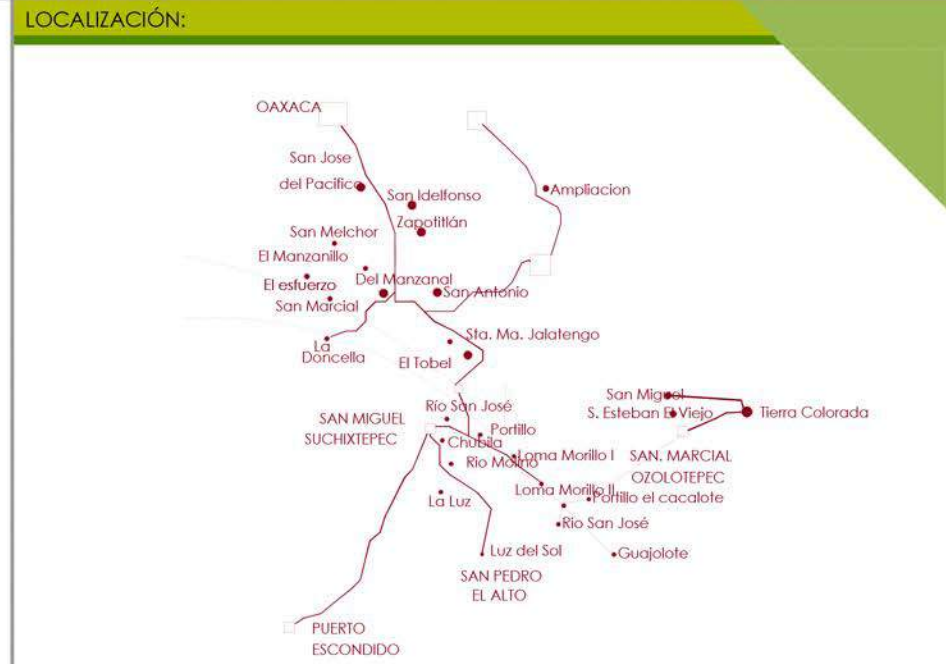 LOCALIZACIÓN:
OAXACA
San Jose
del Pacifico
San Idelfonso
Ampliacion
Zapotitlán
San Melchor
El Manzanillo
Del Manzanal
El esfuerzo
San Antonio
San Marcial
Sta. Ma. Jalatengo
La
Doncella
El Tobel
San Miguel
Río San José
S. Esteban El Viejo
Tierra Colorada
SAN MIGUEL
SUCHIXTEPEC
Portillo
Chubila
Loma Morillo I
SAN. MARCIAL
OZOLOTEPEC
Rio Molino
Loma Morillo II
Portillo el cacalote
La Luz
Rio San José
Luz del Sol
Guajolote
SAN PEDRO
EL ALTO
PUERTO
ESCONDIDO